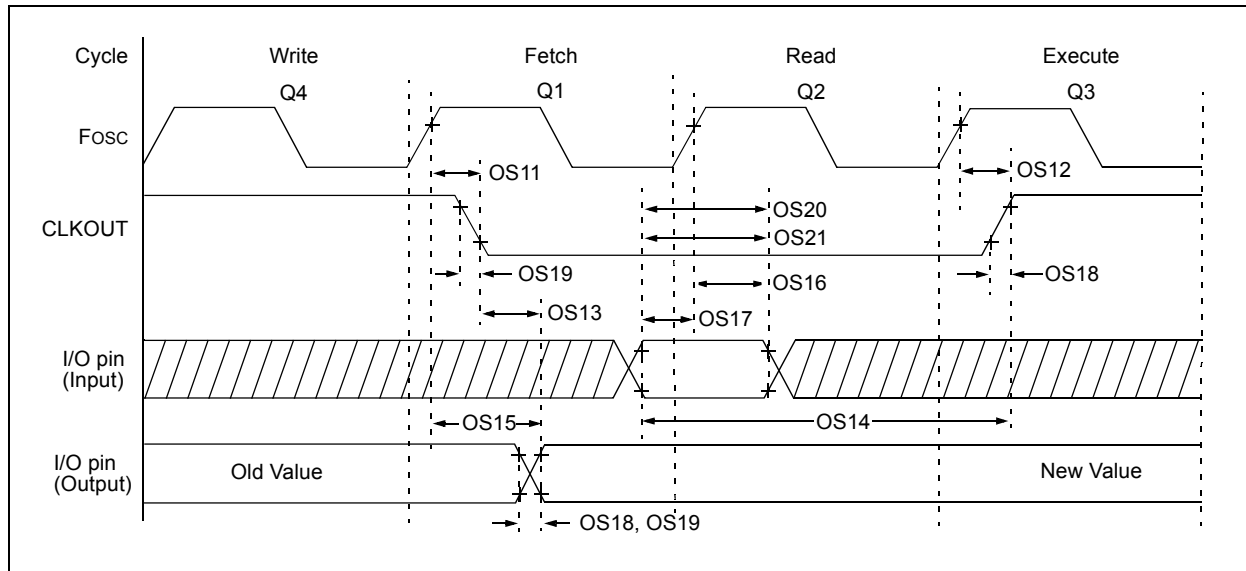 Cycle Write Fetch Read Execute
Q4 Q1 Q2 Q3
FOSC
OS11 OS12
CLKOUT
OS20
OS21
OS19 OS16 OS18
OS13 OS17
I/O pin
(Input)
OS15 OS14
I/O pin
(Output)
Old Value New Value
OS18, OS19